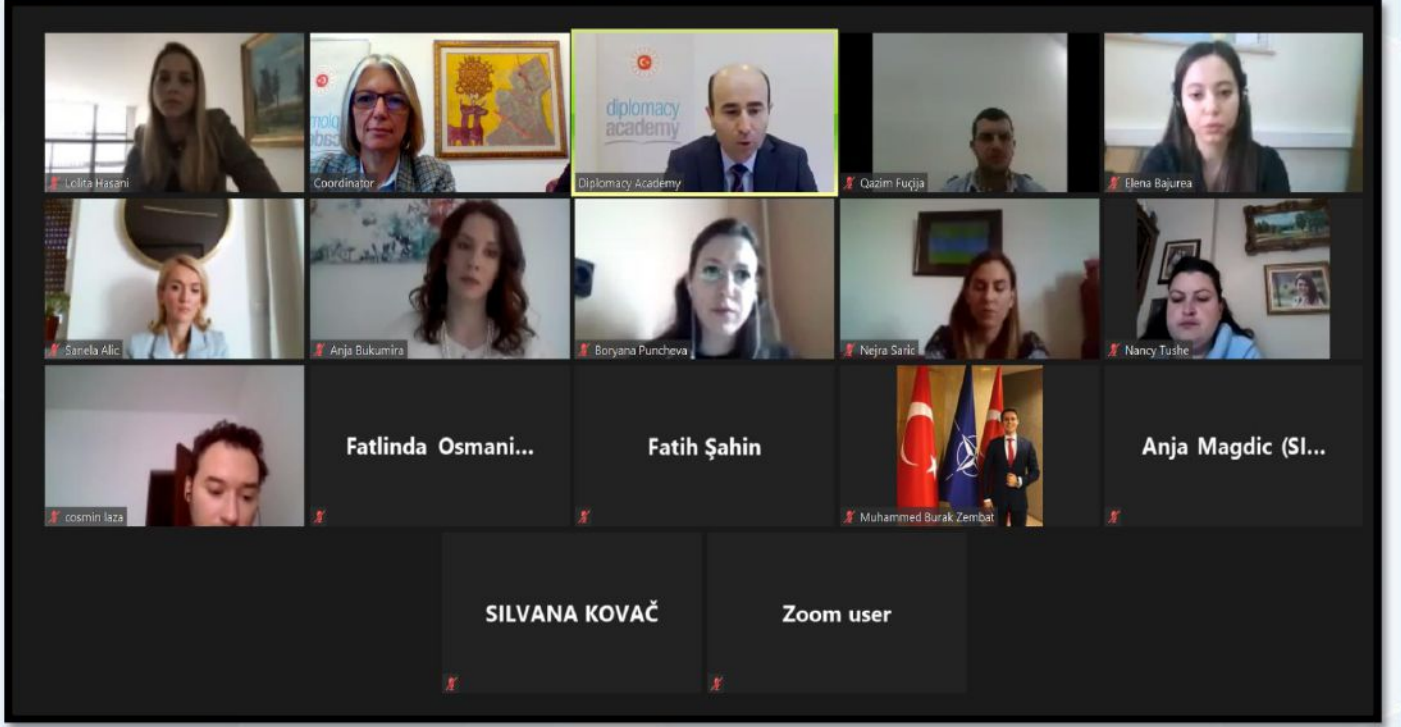 Lolita Hasani
Coordinator
diplomacy
academy
Diplomacy Academy
Qazim Fuçija
Elena Bajurea
Sanela Alic
Anja Bukumira
Boryana Puncheva
Nejra Saric
Nancy Tushe
cosmin laza
Fatlinda Osmani...
Fatih Şahin
Muhammed Burak Zembat
Anja Magdic (SI...
SILVANA KOVAČ
Zoom user